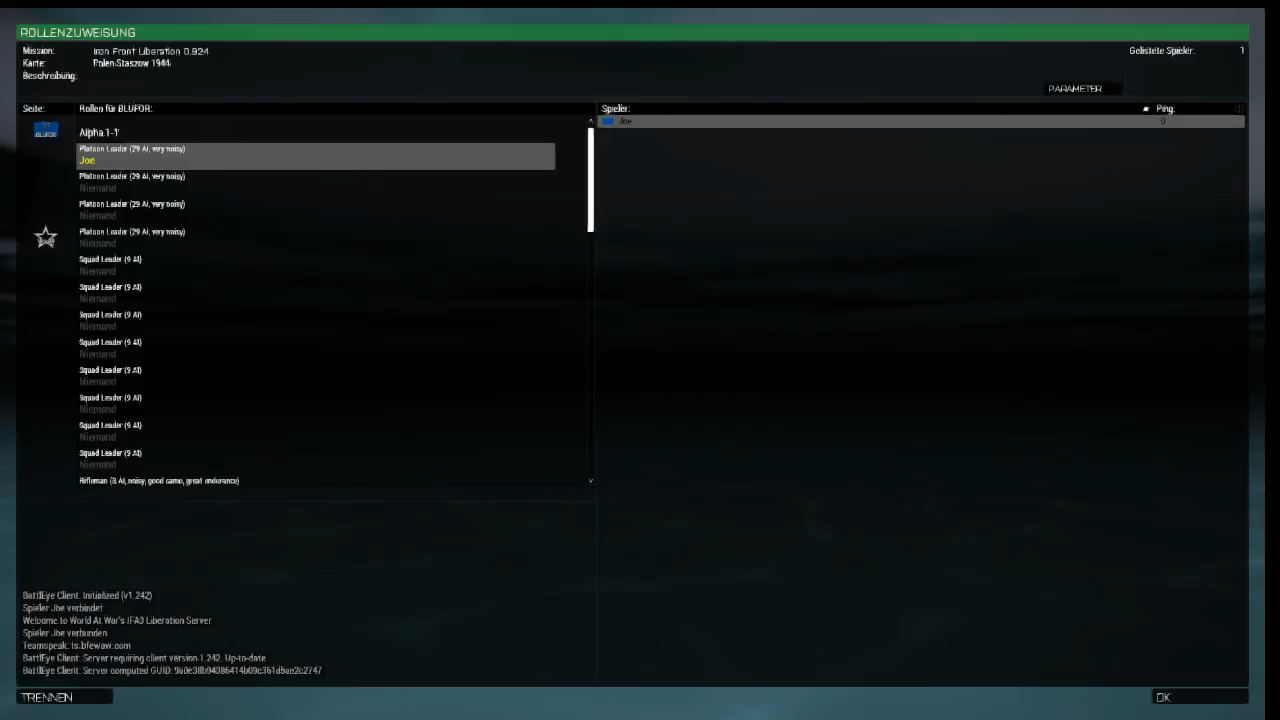 ROLLENZUWEISUNG
Mission: Iron Front Liberation 0.924
Karte: Polen-Staszow 1944
Beschreibung:
Gelistete Spieler: 1
PARAMETER
Seite: Rollen für BLUFOR: Spieler: Ping:
BLUFOR
Alpha 1-1
Joe 0
Platoon Leader (29 AI, very noisy)
Joe
Platoon Leader (29 AI, very noisy)
Niemand
Platoon Leader (29 AI, very noisy)
Niemand
Platoon Leader (29 AI, very noisy)
Niemand
Squad Leader (9 AI)
Niemand
Squad Leader (9 AI)
Niemand
Squad Leader (9 AI)
Niemand
Squad Leader (9 AI)
Niemand
Squad Leader (9 AI)
Niemand
Squad Leader (9 AI)
Niemand
Squad Leader (9 AI)
Niemand
Squad Leader (9 AI)
Niemand
Rifleman (3 AI, noisy, good camo, great endurance)
BattlEye Client: Initialized (v1.242)
Spieler Joe verbindet
Welcome to World At War's IFA3 Liberation Server
Spieler Joe verbunden
Teamspeak: ts.bfewaw.com
BattlEye Client: Server requiring client version 1.242. Up-to-date
BattlEye Client: Server computed GUID:
TRENNEN
OK